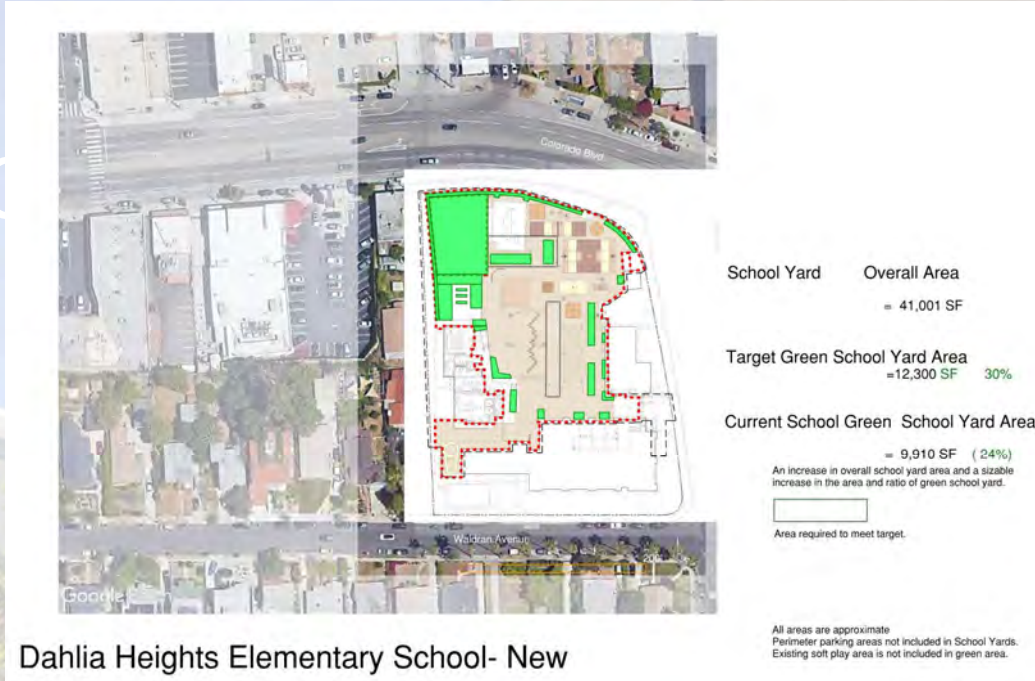 Colorado Blvd
School Yard Overall Area
= 41,001 SF
Target Green School Yard Area
=12,300 SF 30%
Current School Green School Yard Area
= 9,910 SF ( 24%)
An increase in overall school yard area and a sizable
increase in the area and ratio of green school yard.
Area required to meet target.
Waldran Avenue
Google
All areas are approximate
Perimeter parking areas not included in School Yards.
Existing soft play area is not included in green area.
Dahlia Heights Elementary School- New